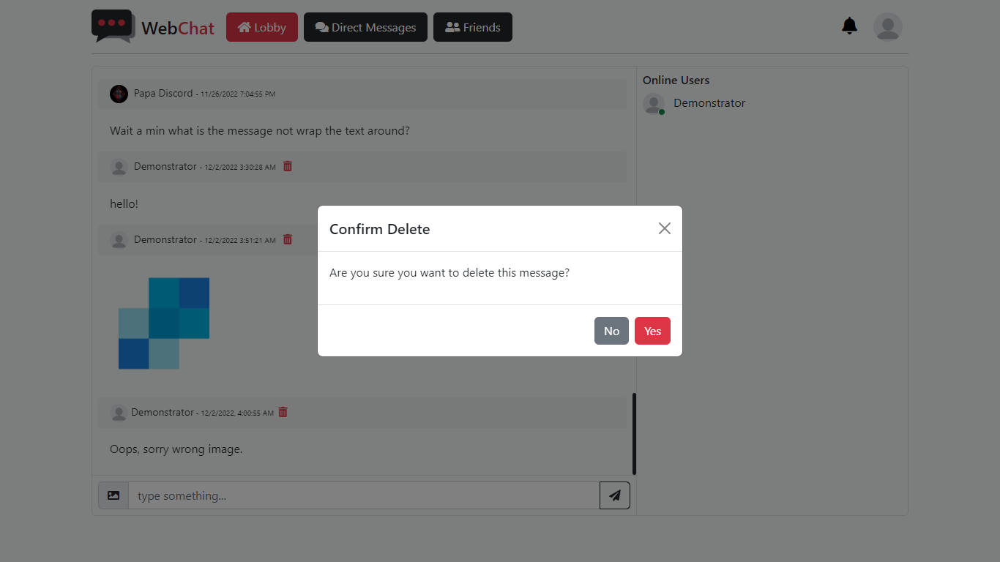 WebChat Lobby Direct Messages Friends
Papa Discord - 11/26/2022 7:04:55 PM
Wait a min what is the message not wrap the text around?
Demonstrator - 12/2/2022 3:30:28 AM
hello!
Demonstrator - 12/2/2022 3:51:21 AM
Demonstrator - 12/2/2022, 4:00:55 AM
Oops, sorry wrong image.
type something...
Online Users
Demonstrator
Confirm Delete
Are you sure you want to delete this message?
No Yes